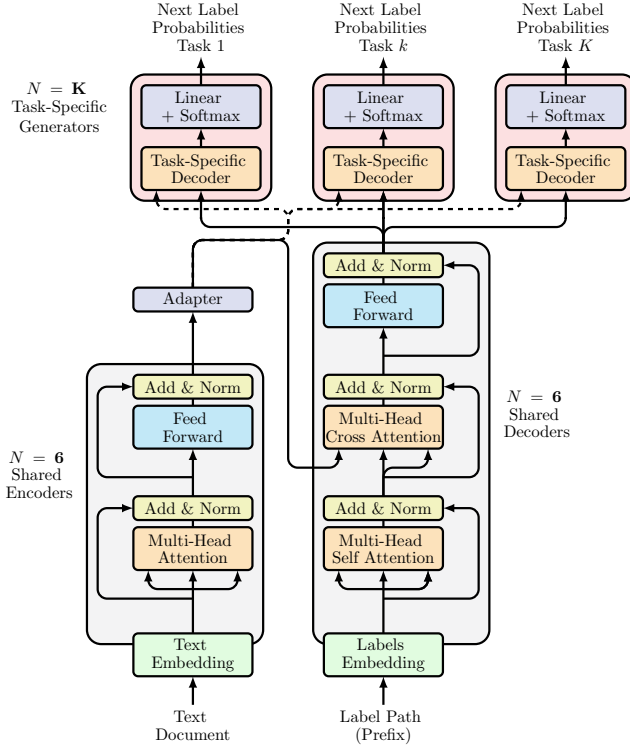 Next Label
Probabilities
Task 1
Next Label
Probabilities
Task k
Next Label
Probabilities
Task K
N = K
Task-Specific
Generators
Linear
+ Softmax
Task-Specific
Decoder
Linear
+ Softmax
Task-Specific
Decoder
Linear
+ Softmax
Task-Specific
Decoder
Adapter
Add & Norm
Feed
Forward
Add & Norm
Multi-Head
Cross Attention
Add & Norm
Multi-Head
Self Attention
Labels
Embedding
Label Path
(Prefix)
N = 6
Shared
Decoders
Add & Norm
Feed
Forward
Add & Norm
Multi-Head
Attention
Text
Embedding
Text
Document
N = 6
Shared
Encoders